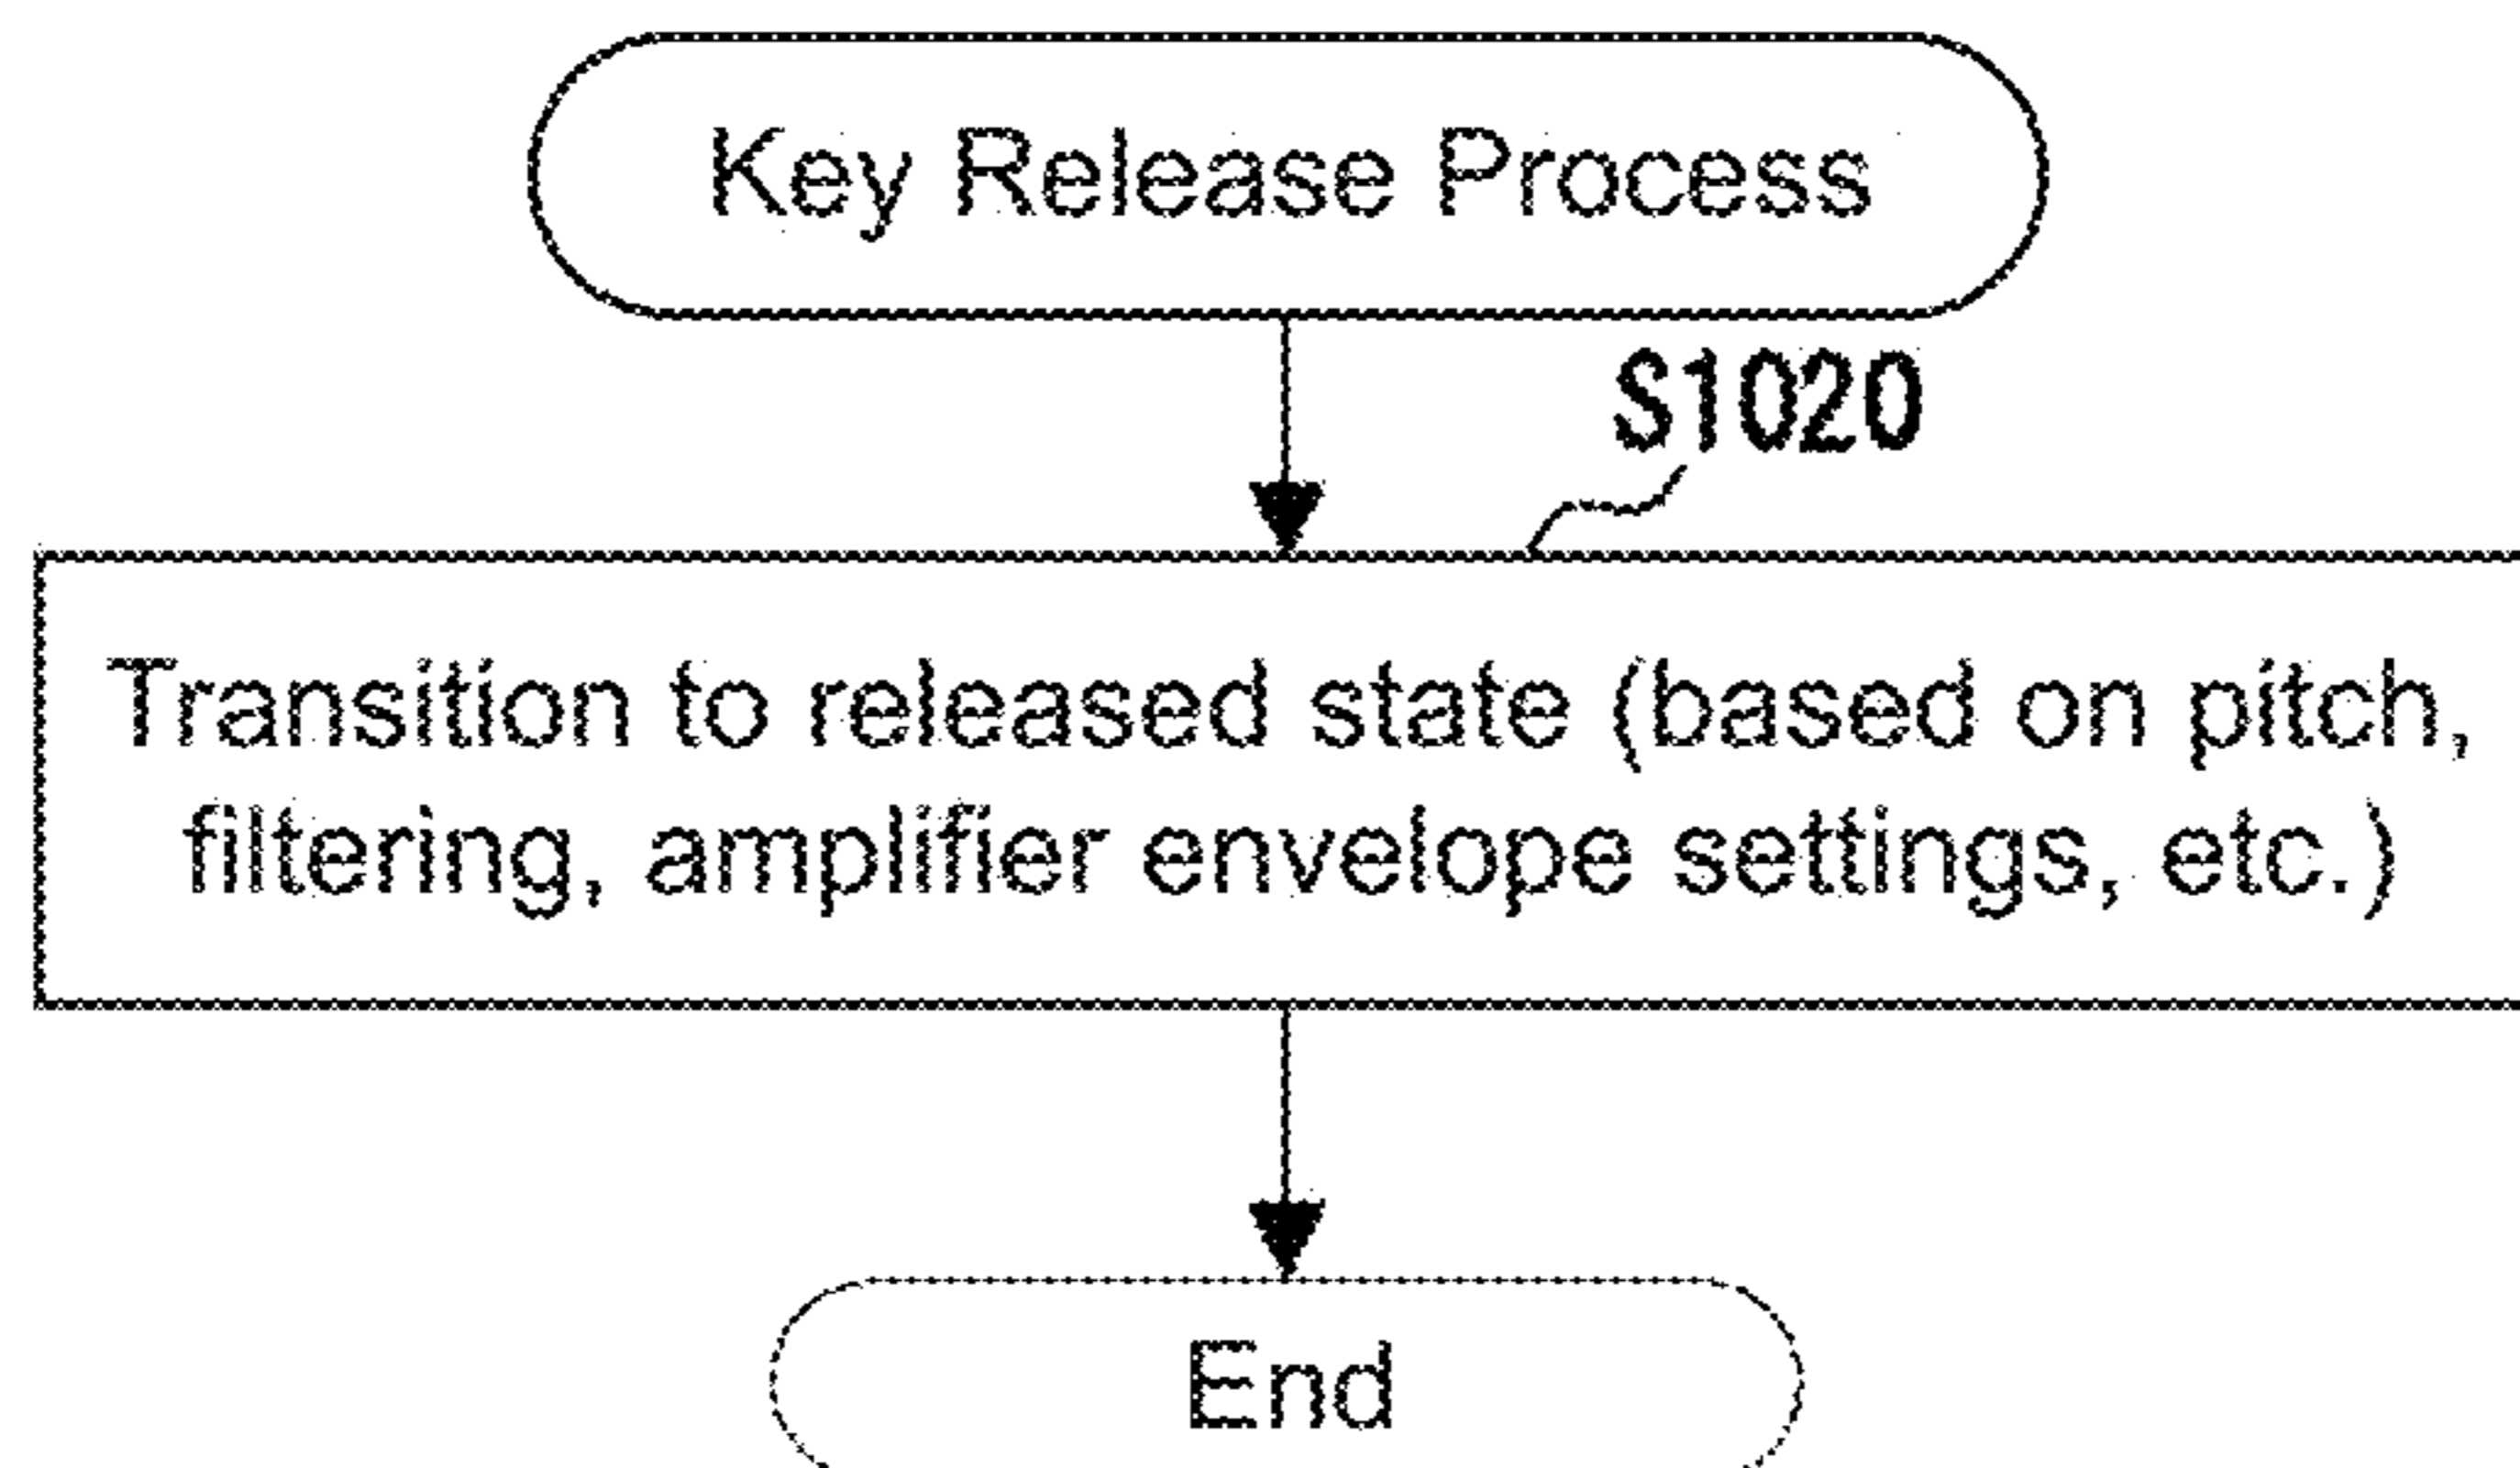 Key Release Process
S1020
Transition to released state (based on pitch,
filtering, amplifier envelope settings, etc.)
End